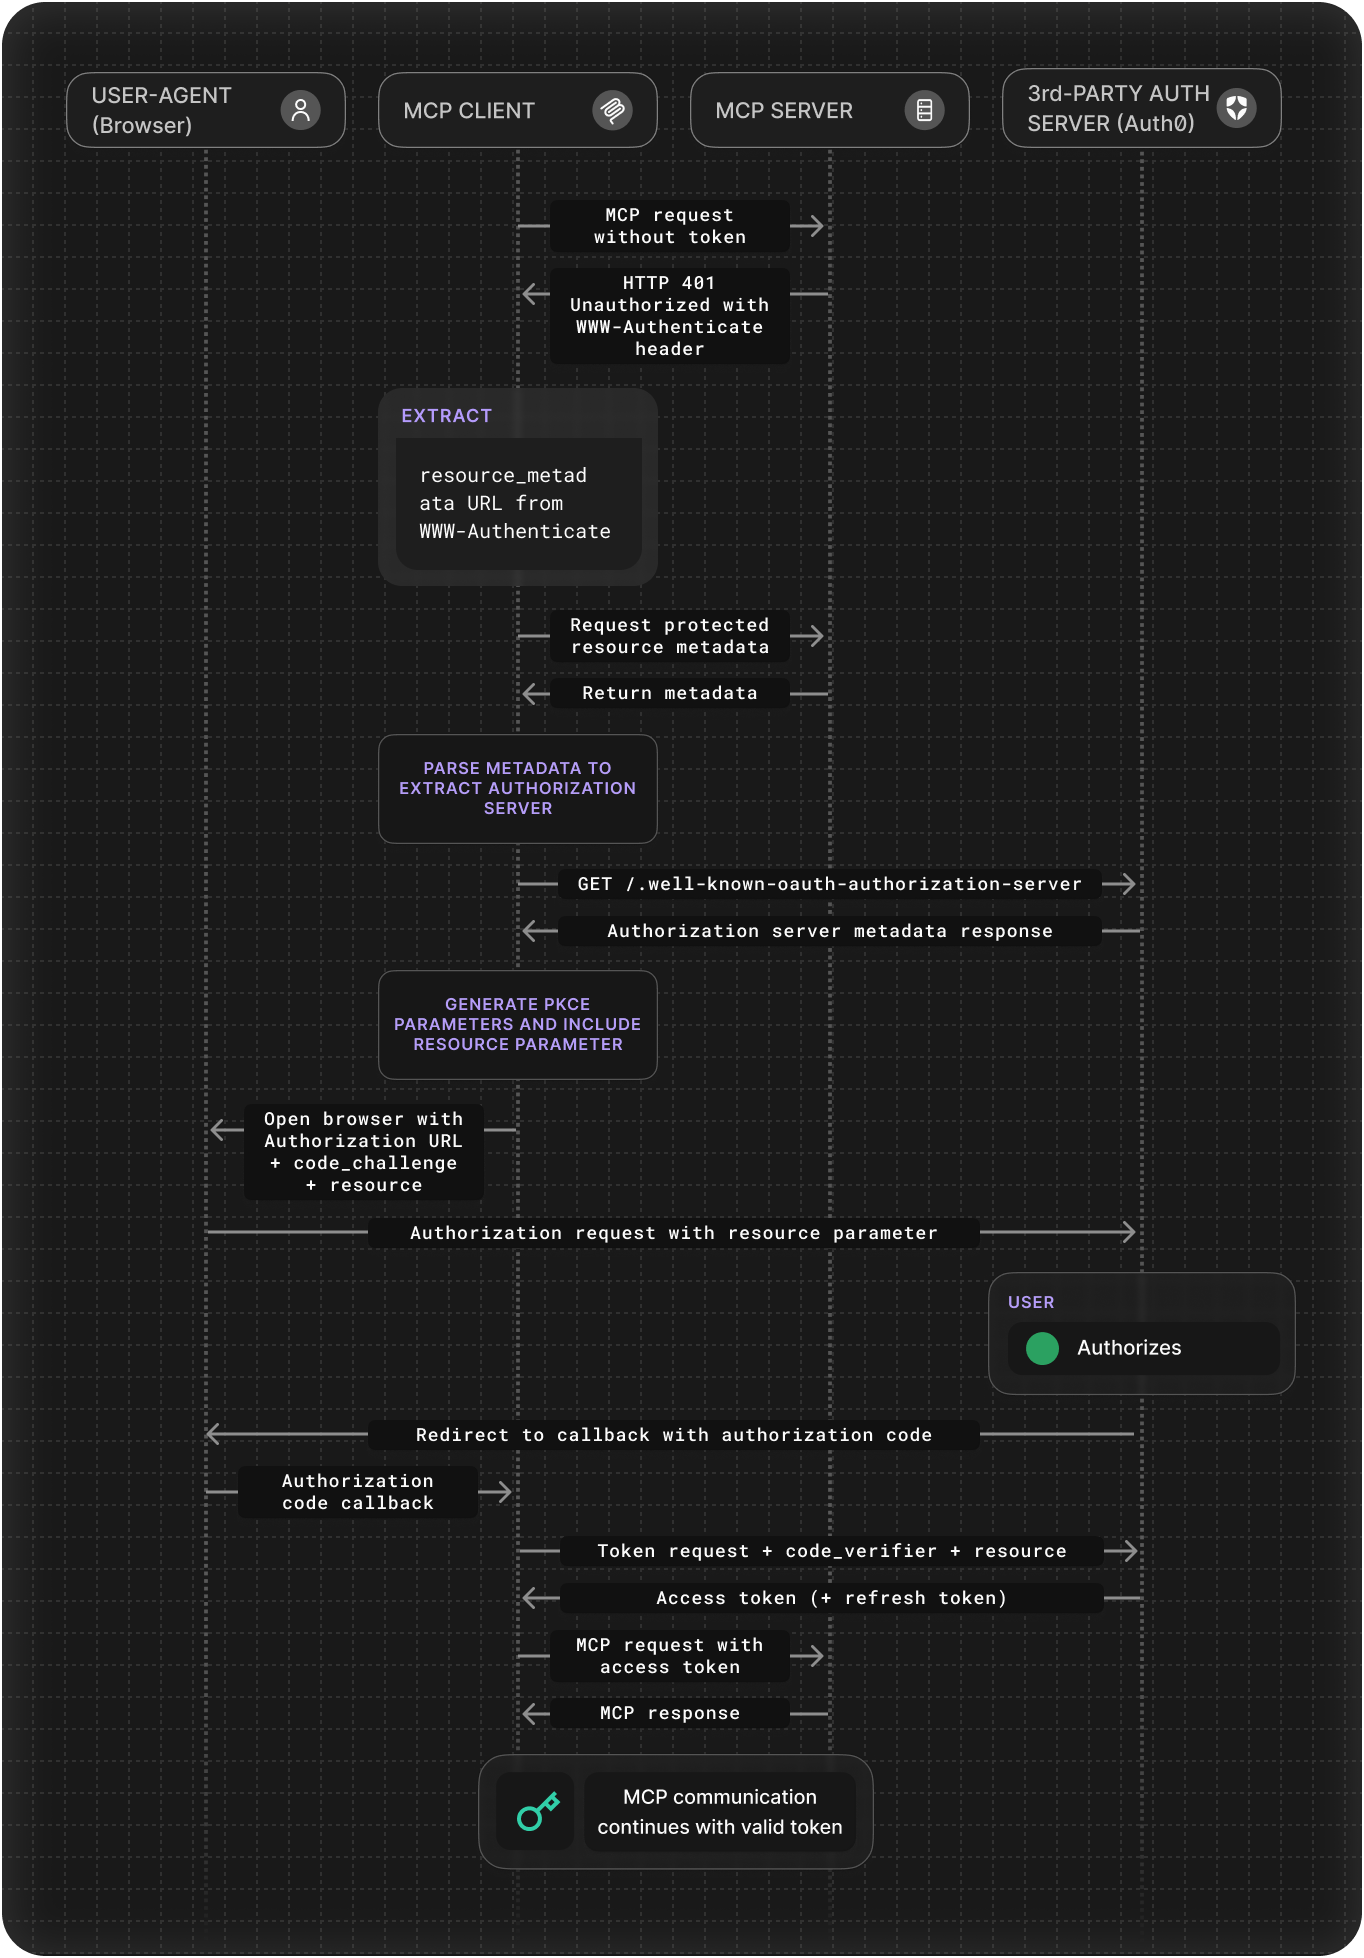 USER-AGENT
(Browser)
MCP CLIENT
MCP SERVER
3rd-PARTY AUTH
SERVER (Auth0)
MCP request
without token
HTTP 401
Unauthorized with
WWW-Authenticate
header
EXTRACT
resource_metad
ata URL from
WWW-Authenticate
Request protected
resource metadata
Return metadata
PARSE METADATA TO
EXTRACT AUTHORIZATION
SERVER
GET /.well-known-oauth-authorization-server
Authorization server metadata response
GENERATE PKCE
PARAMETERS AND INCLUDE
RESOURCE PARAMETER
Open browser with
Authorization URL
+ code_challenge
+ resource
Authorization request with resource parameter
USER
Authorizes
Redirect to callback with authorization code
Authorization
code callback
Token request + code_verifier + resource
Access token (+ refresh token)
MCP request with
access token
MCP response
MCP communication
continues with valid token